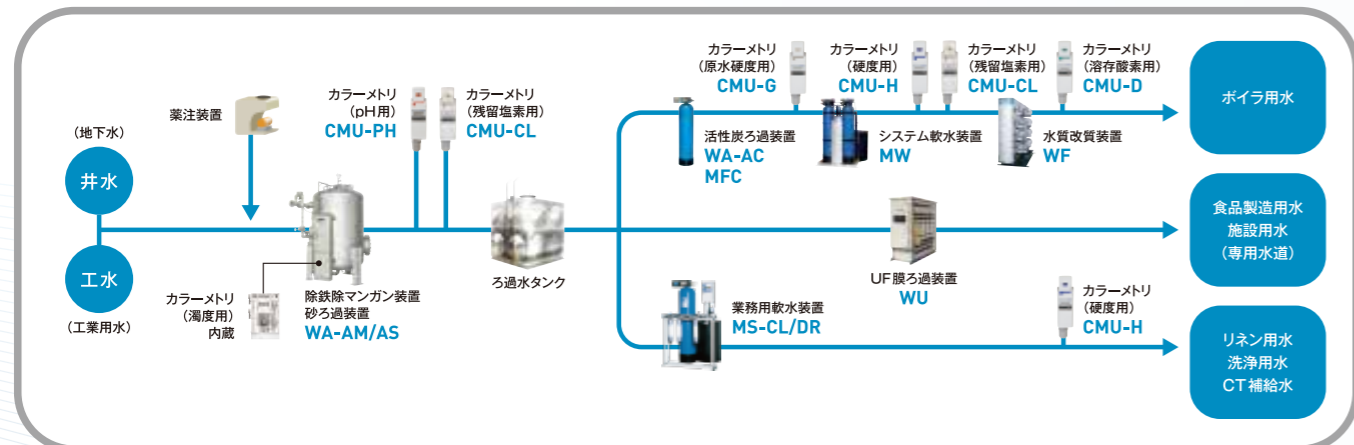 (地下水)
井水
工水
(工業用水)
薬注装置
カラーメトリ
(濁度用)
内蔵
除鉄除マンガン装置
砂ろ過装置
WA-AM/AS
カラーメトリ
(pH用)
CMU-PH
カラーメトリ
(残留塩素用)
CMU-CL
ろ過水タンク
活性炭ろ過装置
WA-AC
MFC
カラーメトリ
(原水硬度用)
CMU-G
システム軟水装置
MW
カラーメトリ
(硬度用)
CMU-H
カラーメトリ
(残留塩素用)
CMU-CL
水質改質装置
WF
カラーメトリ
(溶存酸素用)
CMU-D
ボイラ用水
UF膜ろ過装置
WU
食品製造用水
施設用水
(専用水道)
業務用軟水装置
MS-CL/DR
カラーメトリ
(硬度用)
CMU-H
リネン用水
洗浄用水
CT補給水